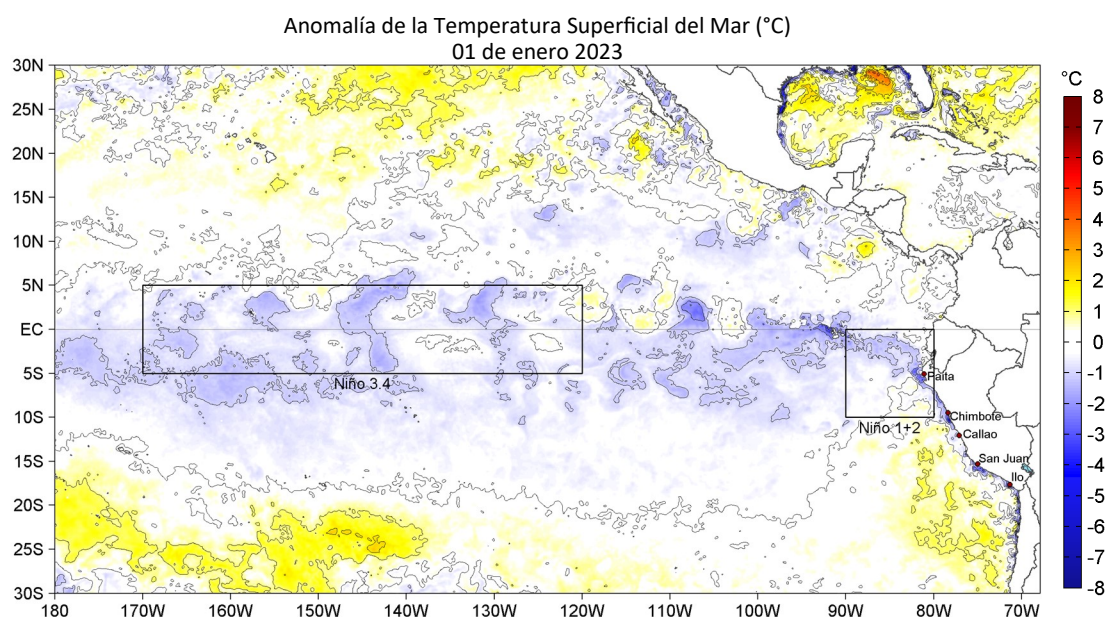 Anomalía de la Temperatura Superficial del Mar (°C)
01 de enero 2023
30N
25N
20N
15N
10N
5N
EC
5S
10S
15S
20S
25S
30S
180
170W
160W
150W
140W
130W
120W
110W
100W
90W
80W
70W
Niño 3.4
Niño 1+2
Paita
Chimbote
Callao
San Juan
Ilo
°C
8
7
6
5
4
3
2
1
0
-1
-2
-3
-4
-5
-6
-7
-8